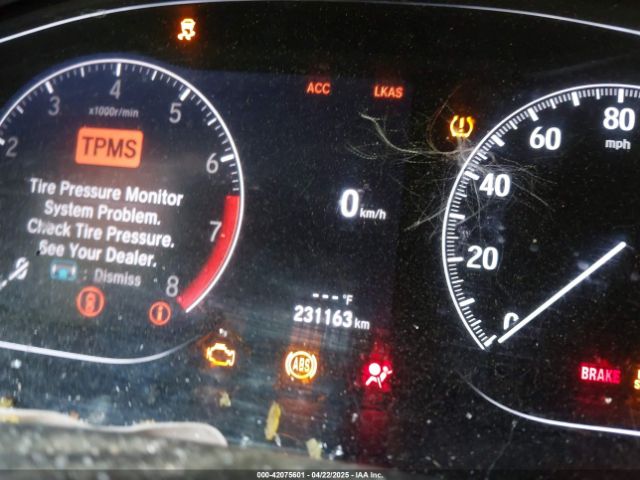 ACC
LKAS
x1000r/min
2
3
4
5
6
7
8
TPMS
Tire Pressure Monitor
System Problem.
Check Tire Pressure.
See Your Dealer.
: Dismiss
0 km/h
---°F
231163 km
80
mph
60
40
20
0
ABS
BRAKE
000-42075601 - 04/22/2025 - IAA Inc.